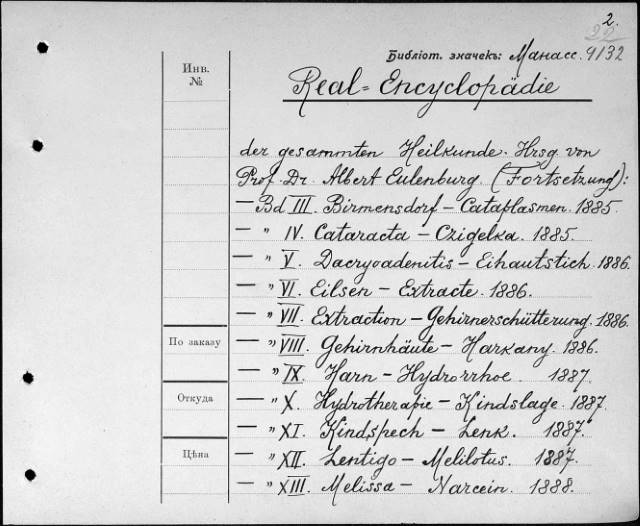 2.
22
Библіот. значекъ: Манасс. 9/32
Инв.
№
Real=Encyclopädie
der gesammten Heilkunde. Hrsg. von
Prof. Dr. Albert Eulenburg. (Fortsetzung):
— Bd III. Birmensdorf – Cataplasmen. 1885.
— " IV. Cataracta – Czigelka. 1885.
— " V. Dacryoadenitis – Eihautstich. 1886.
— " VI. Eilsen – Extracte. 1886.
— " VII. Extraction – Gehirnerschütterung. 1886.
По заказу
— " VIII. Gehirnhäute – Harkany. 1886.
— " IX. Harn – Hydrorrhoe. 1887.
Откуда
— " X. Hydrotherapie – Kindslage. 1887.
— " XI. Kindspech – Lenk. 1887.
Цѣна
— " XII. Lentigo – Melilotus. 1887.
— " XIII. Melissa – Narcein. 1888.